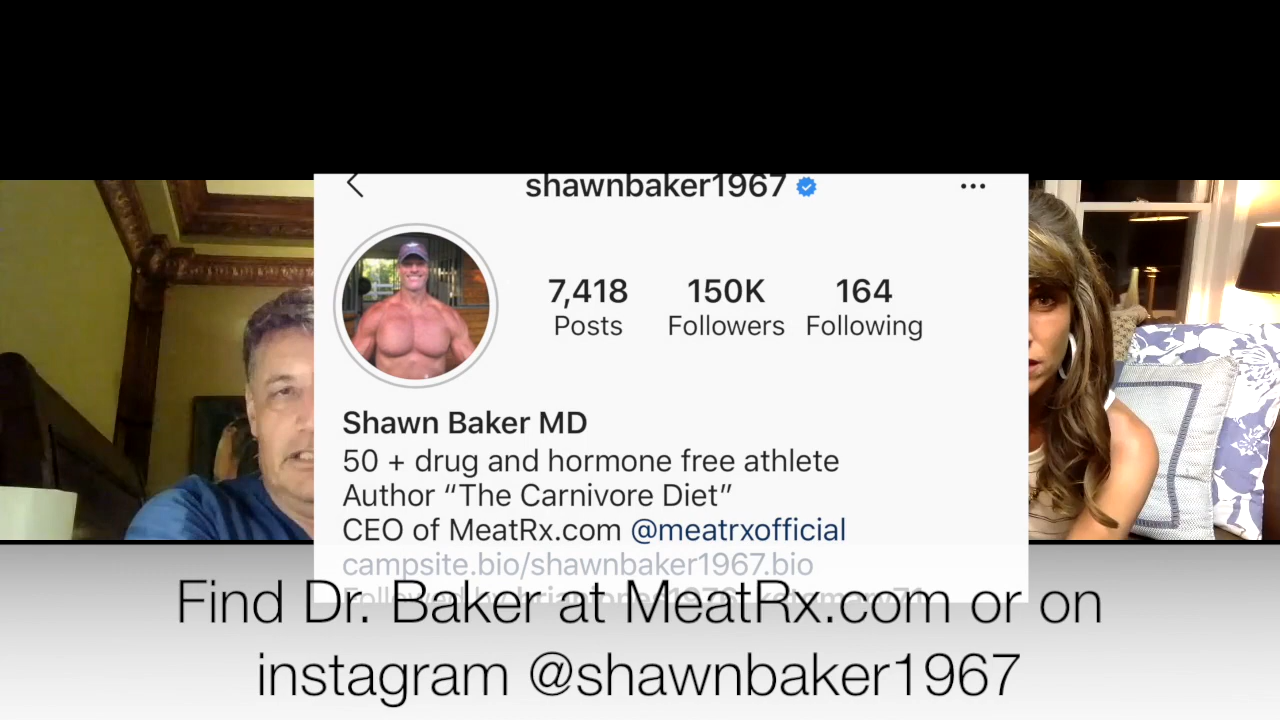 shawnbaker1967
7,418 150K 164
Posts Followers Following
Shawn Baker MD
50 + drug and hormone free athlete
Author “The Carnivore Diet”
CEO of MeatRx.com @meatrxofficial
campsite.bio/shawnbaker1967.bio
Followed by
Find Dr. Baker at MeatRx.com or on
instagram @shawnbaker1967